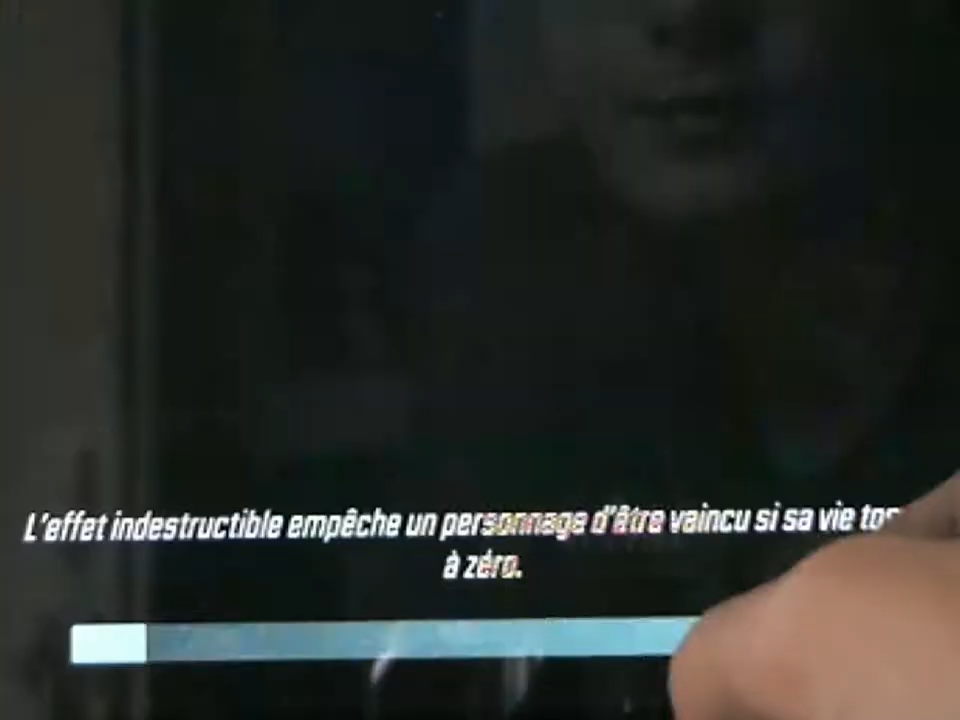 L'effet indestructible empêche un personnage d'être vaincu si sa vie
à zéro.